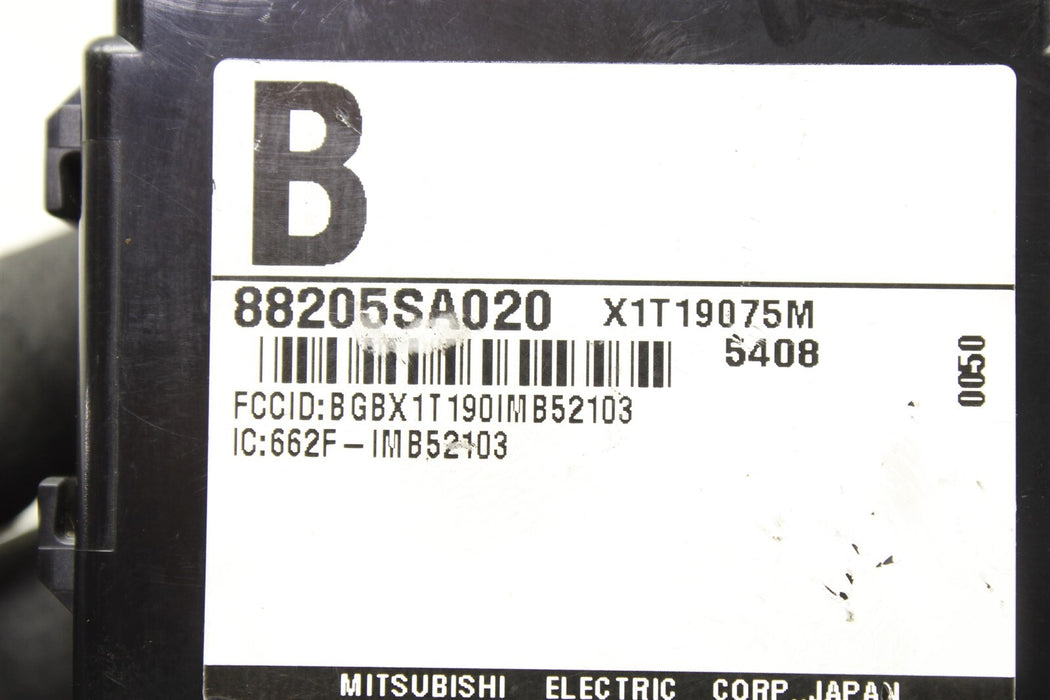 B
88205SA020 X1T19075M
5408
0050
FCCID:BGBX1T190IMB52103
IC:662F-IMB52103
MITSUBISHI ELECTRIC CORP. JAPAN